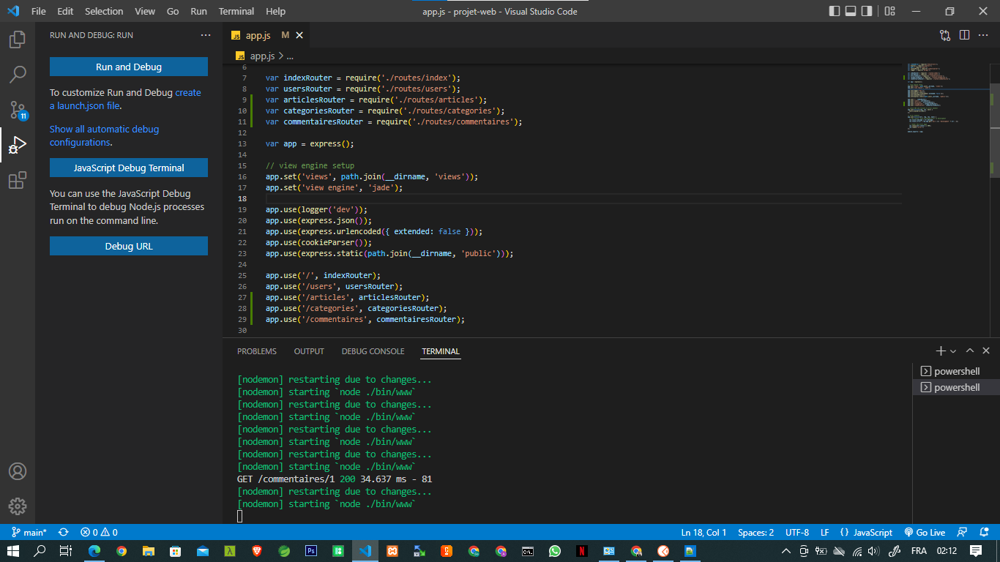 File Edit Selection View Go Run Terminal Help
app.js - projet-web - Visual Studio Code
RUN AND DEBUG: RUN
Run and Debug
To customize Run and Debug create
a launch.json file.
Show all automatic debug
configurations.
JavaScript Debug Terminal
You can use the JavaScript Debug
Terminal to debug Node.js processes
run on the command line.
Debug URL
11
JS app.js M
JS app.js > ...
6
7 var indexRouter = require('./routes/index');
8 var usersRouter = require('./routes/users');
9 var articlesRouter = require('./routes/articles');
10 var categoriesRouter = require('./routes/categories');
11 var commentairesRouter = require('./routes/commentaires');
12
13 var app = express();
14
15 // view engine setup
16 app.set('views', path.join(__dirname, 'views'));
17 app.set('view engine', 'jade');
18
19 app.use(logger('dev'));
20 app.use(express.json());
21 app.use(express.urlencoded({ extended: false }));
22 app.use(cookieParser());
23 app.use(express.static(path.join(__dirname, 'public')));
24
25 app.use('/', indexRouter);
26 app.use('/users', usersRouter);
27 app.use('/articles', articlesRouter);
28 app.use('/categories', categoriesRouter);
29 app.use('/commentaires', commentairesRouter);
30
PROBLEMS OUTPUT DEBUG CONSOLE TERMINAL
[nodemon] restarting due to changes...
[nodemon] starting `node ./bin/www`
[nodemon] restarting due to changes...
[nodemon] starting `node ./bin/www`
[nodemon] restarting due to changes...
[nodemon] starting `node ./bin/www`
[nodemon] restarting due to changes...
[nodemon] starting `node ./bin/www`
GET /commentaires/1 200 34.637 ms - 81
[nodemon] restarting due to changes...
[nodemon] starting `node ./bin/www`
powershell
powershell
main* 0 0 Ln 18, Col 1 Spaces: 2 UTF-8 LF {} JavaScript Go Live
Ps N FRA 02:12